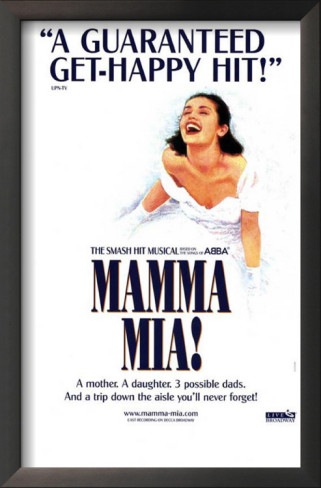 “A GUARANTEED
GET-HAPPY HIT!”
UPN-TV
THE SMASH HIT MUSICAL BASED ON THE SONGS OF ABBA®
MAMMA
MIA!
A mother. A daughter. 3 possible dads.
And a trip down the aisle you’ll never forget!
www.mamma-mia.com
CAST RECORDING ON DECCA BROADWAY
LIVE
BROADWAY